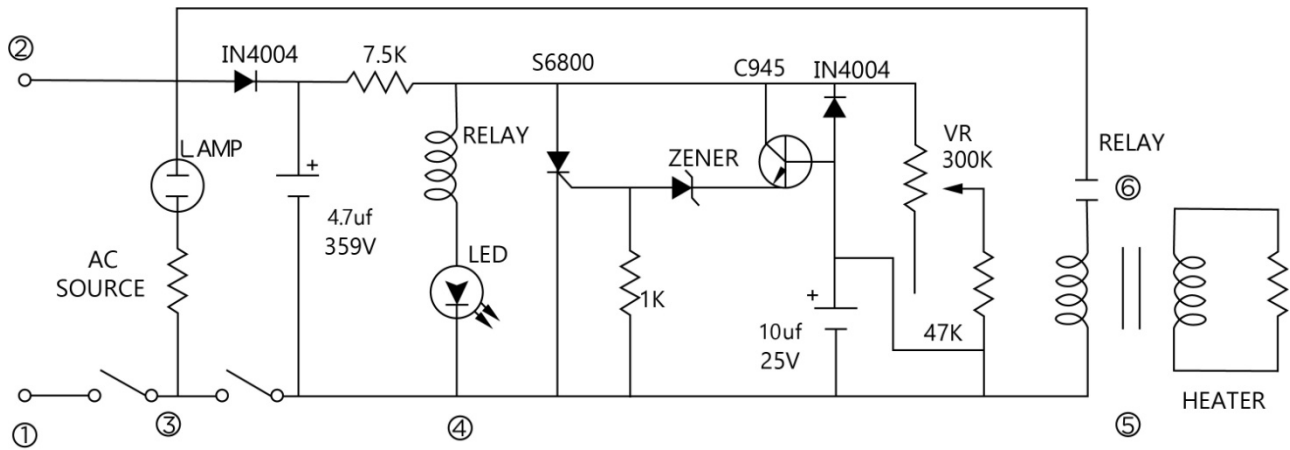 ②
IN4004
7.5K
S6800
C945
IN4004
LAMP
RELAY
ZENER
VR
300K
RELAY
⑥
+
4.7uf
359V
AC
SOURCE
LED
1K
+
10uf
25V
47K
HEATER
①
③
④
⑤